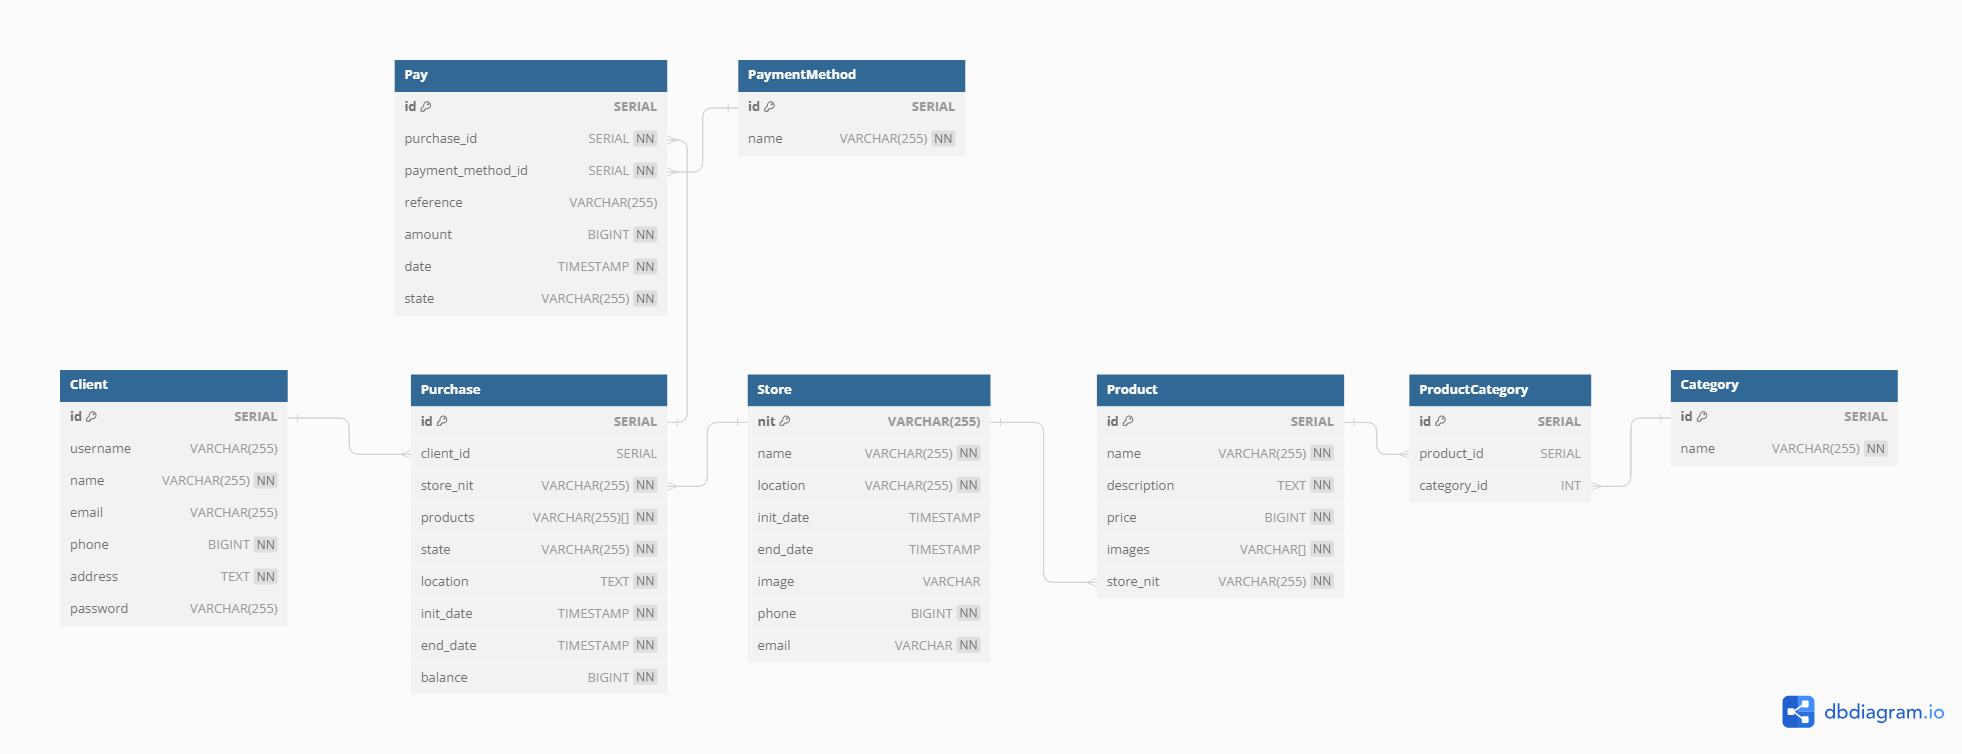 Pay
id SERIAL
purchase_id SERIAL NN
payment_method_id SERIAL NN
reference VARCHAR(255)
amount BIGINT NN
date TIMESTAMP NN
state VARCHAR(255) NN
PaymentMethod
id SERIAL
name VARCHAR(255) NN
Client
id SERIAL
username VARCHAR(255)
name VARCHAR(255) NN
email VARCHAR(255)
phone BIGINT NN
address TEXT NN
password VARCHAR(255)
Purchase
id SERIAL
client_id SERIAL
store_nit VARCHAR(255) NN
products VARCHAR(255)[] NN
state VARCHAR(255) NN
location TEXT NN
init_date TIMESTAMP NN
end_date TIMESTAMP NN
balance BIGINT NN
Store
nit VARCHAR(255)
name VARCHAR(255) NN
location VARCHAR(255) NN
init_date TIMESTAMP
end_date TIMESTAMP
image VARCHAR
phone BIGINT NN
email VARCHAR NN
Product
id SERIAL
name VARCHAR(255) NN
description TEXT NN
price BIGINT NN
images VARCHAR[] NN
store_nit VARCHAR(255) NN
ProductCategory
id SERIAL
product_id SERIAL
category_id INT
Category
id SERIAL
name VARCHAR(255) NN
dbdiagram.io